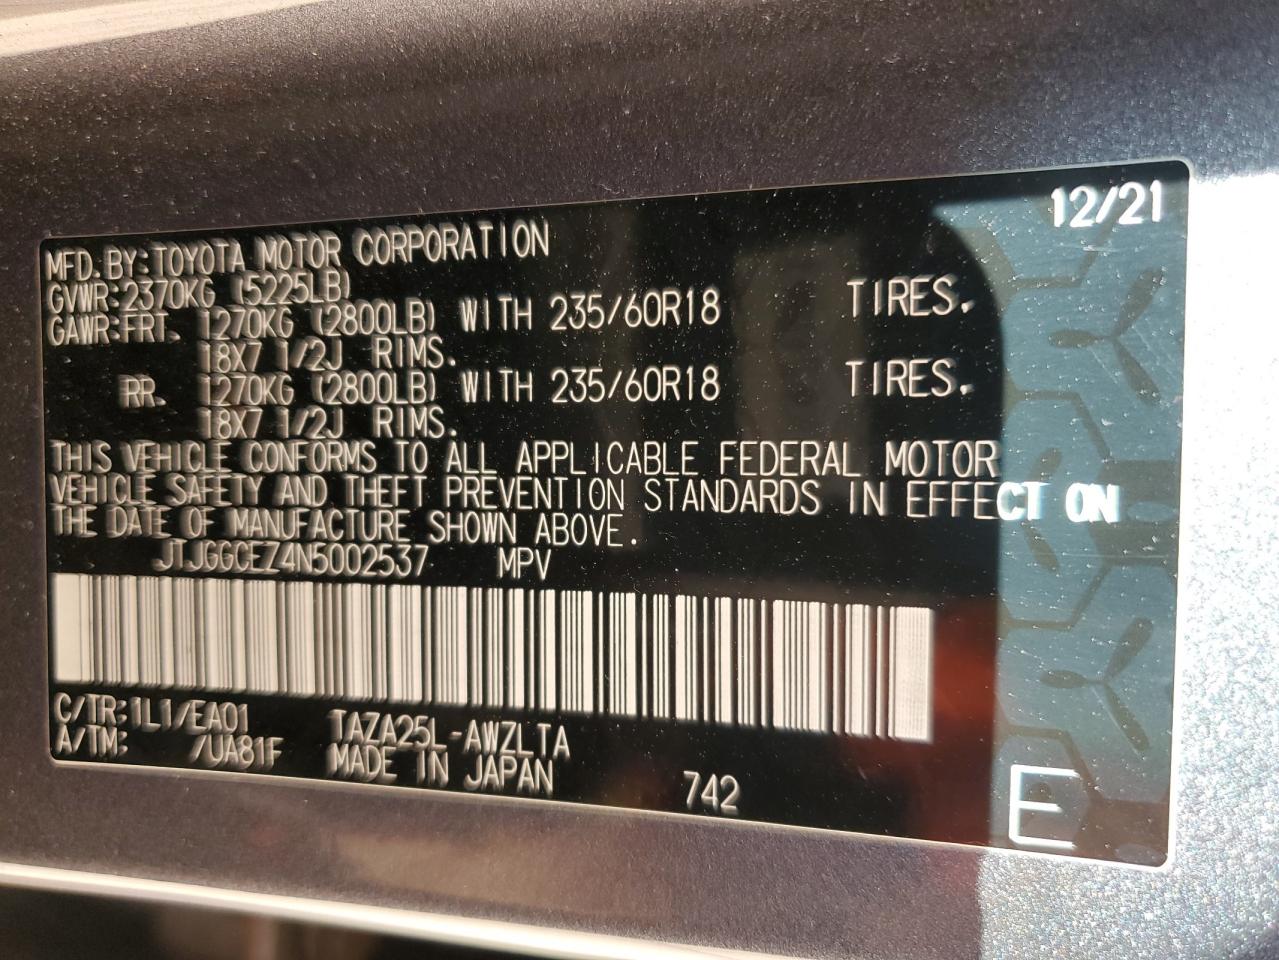 12/21
MFD. BY: TOYOTA MOTOR CORPORATION
GVWR: 2370KG (5225LB)
GAWR: FRT. 1270KG (2800LB) WITH 235/60R18 TIRES.
18X7 1/2J RIMS.
RR. 1270KG (2800LB) WITH 235/60R18 TIRES.
18X7 1/2J RIMS.
THIS VEHICLE CONFORMS TO ALL APPLICABLE FEDERAL MOTOR
VEHICLE SAFETY AND THEFT PREVENTION STANDARDS IN EFFECT ON
THE DATE OF MANUFACTURE SHOWN ABOVE.
JTJGGCEZ4N5002537 MPV
C/TR: 1L1/EA01 TAZA25L-AWZLTA
A/TM: /UA81F MADE IN JAPAN 742
E